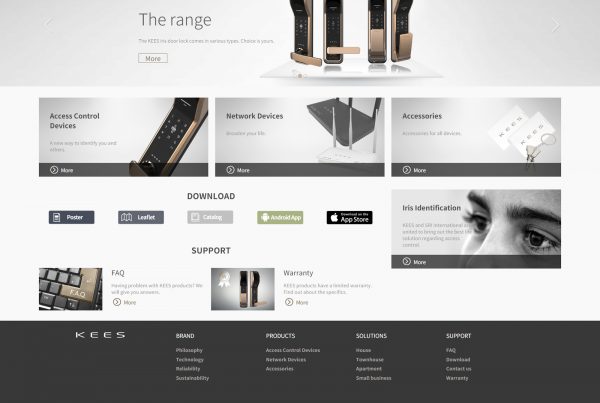 The range
The KEES Iris door lock comes in various types. Choice is yours.
More
Access Control
Devices
A new way to identify you and
others.
More
Network Devices
Broaden your life.
More
Accessories
Accessories for all devices.
KEES
KEES
More
DOWNLOAD
Poster
Leaflet
Catalog
Android App
Download on the
App Store
Iris Identification
KEES and SRI International are
united to bring out the best life
solution regarding access
control.
More
SUPPORT
FAQ
Having problem with KEES products? We
will give you answers.
More
FAQ
Warranty
KEES products have a limited warranty.
Find out about the specifics.
More
KEES
BRAND
Philosophy
Technology
Reliability
Sustainability
PRODUCTS
Access Control Devices
Network Devices
Accessories
SOLUTIONS
House
Townhouse
Apartment
Small business
SUPPORT
FAQ
Download
Contact us
Warranty